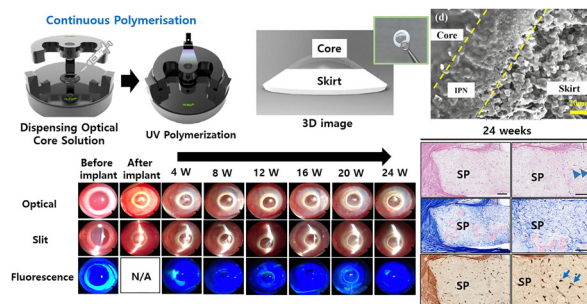 Continuous Polymerisation
Dispensing Optical
Core Solution
UV Polymerization
Core
Skirt
3D image
(d)
Core
IPN
Skirt
24 weeks
Before
implant
After
implant
4 W
8 W
12 W
16 W
20 W
24 W
Optical
Slit
Fluorescence
N/A
SP
SP
SP
SP
SP
SP